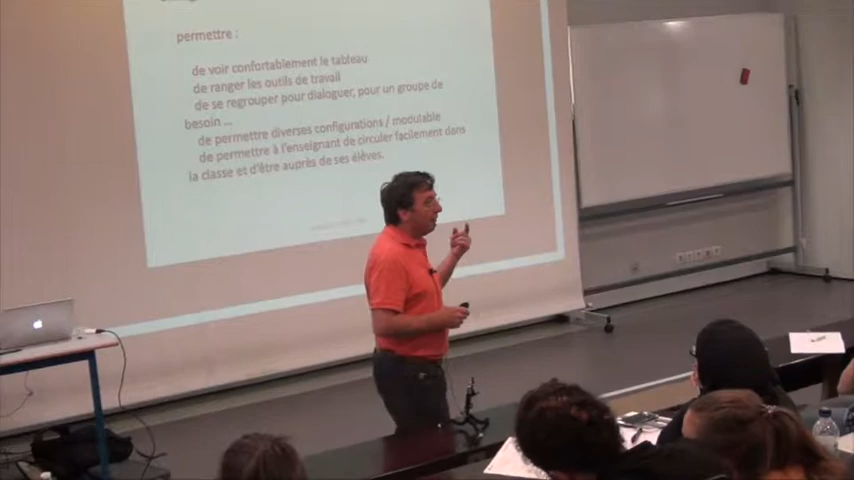 permettre :
de voir confortablement le tableau
de ranger les outils de travail
de se regrouper pour dialoguer, pour un groupe de
besoin ...
de permettre diverses configurations / modulable
de permettre à l'enseignant de circuler facilement dans
la classe et d'être auprès de ses élèves.